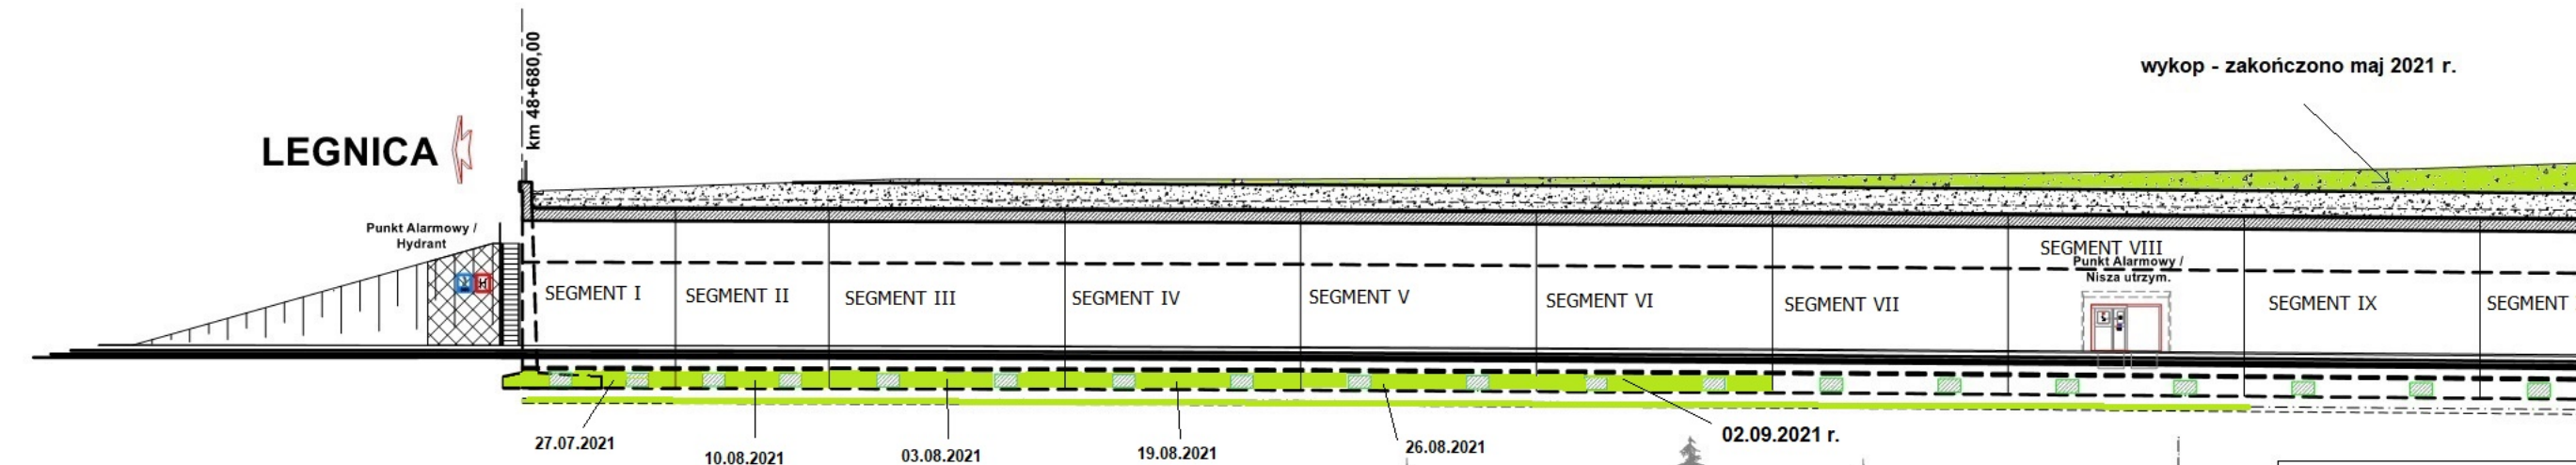 km 48+680,00
wykop - zakończono maj 2021 r.
LEGNICA
Punkt Alarmowy /
Hydrant
H
SEGMENT I
SEGMENT II
SEGMENT III
SEGMENT IV
SEGMENT V
SEGMENT VI
SEGMENT VII
SEGMENT VIII
Punkt Alarmowy /
Nisza utrzym.
SEGMENT IX
SEGMENT
27.07.2021
10.08.2021
03.08.2021
19.08.2021
26.08.2021
02.09.2021 r.